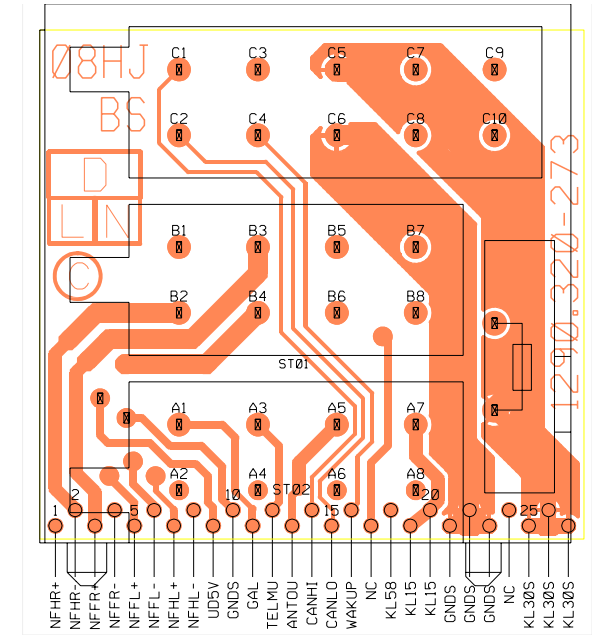 Ø8HJ
BS
C1 C3 C5 C7 C9
C2 C4 C6 C8 C10
D
L N
C
B1 B3 B5 B7
B2 B4 B6 B8
STØ1
1290.320-273
A1 A3 A5 A7
A2 A4 A6 A8
STØ2
1 2 5 10 15 20 25
NFHR+
NFHR-
NFFR+
NFFR-
NFFL+
NFFL-
NFHL+
NFHL-
UD5V
GNDS
GAL
TELMU
ANTOU
CANHI
CANLO
WAKUP
NC
KL58
KL15
KL15
GNDS
GNDS
GNDS
NC
KL30S
KL30S
KL30S